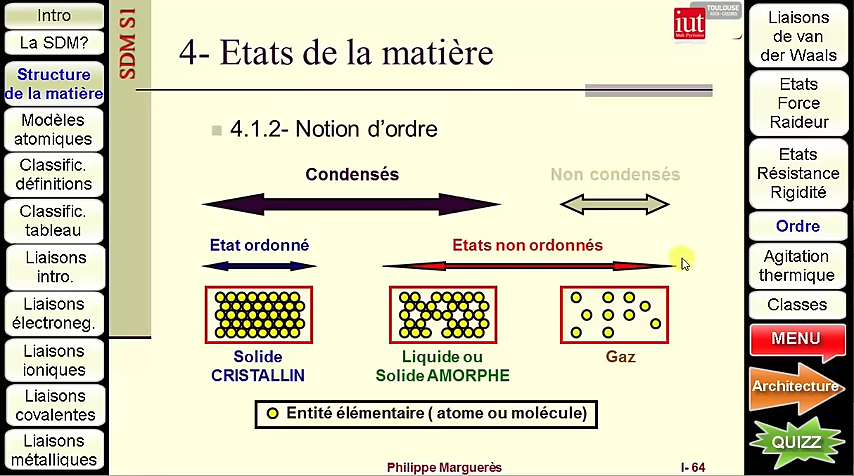 Intro
La SDM?
Structure
de la matière
Modèles
atomiques
Classific.
définitions
Classific.
tableau
Liaisons
intro.
Liaisons
électroneg.
Liaisons
ioniques
Liaisons
covalentes
Liaisons
métalliques
SDM S1
4- Etats de la matière
iut
TOULOUSE
4.1.2- Notion d'ordre
Condensés
Non condensés
Etat ordonné
Etats non ordonnés
Solide
CRISTALLIN
Liquide ou
Solide AMORPHE
Gaz
Entité élémentaire ( atome ou molécule)
Philippe Marguerès
I- 64
Liaisons
de van
der Waals
Etats
Force
Raideur
Etats
Résistance
Rigidité
Ordre
Agitation
thermique
Classes
MENU
Architecture
QUIZZ